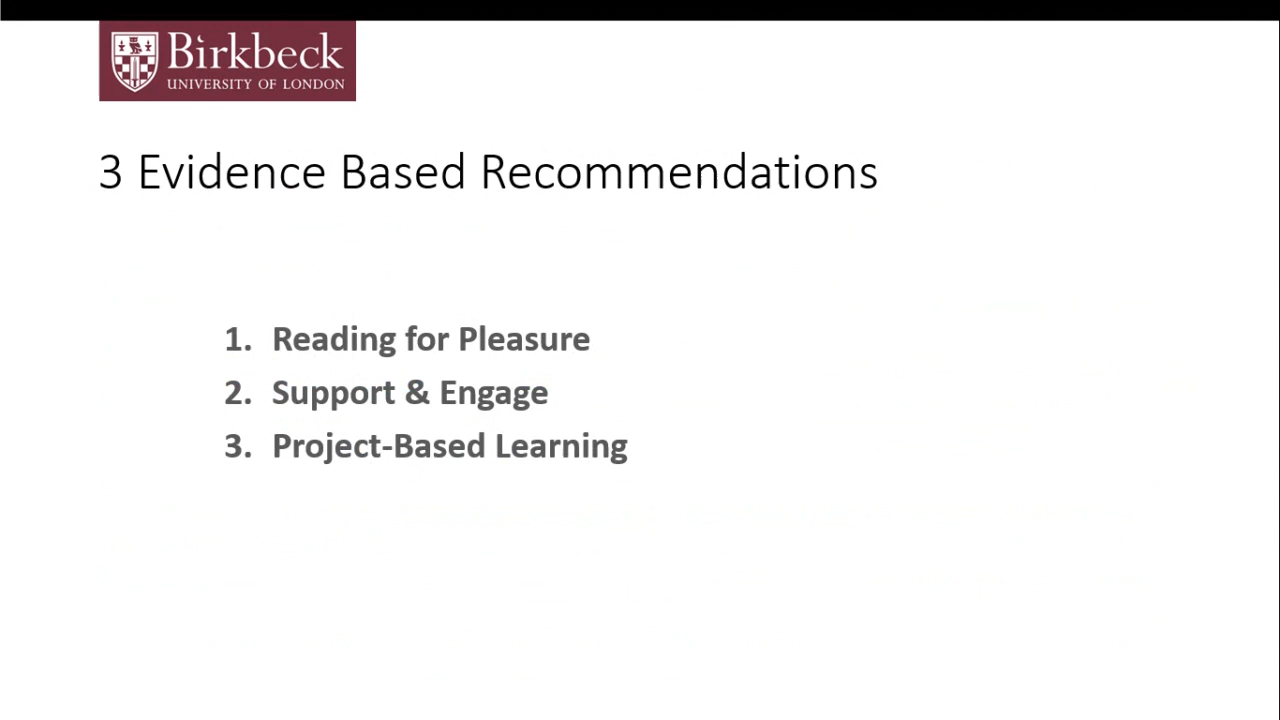 Birkbeck
UNIVERSITY OF LONDON
3 Evidence Based Recommendations
1. Reading for Pleasure
2. Support & Engage
3. Project-Based Learning